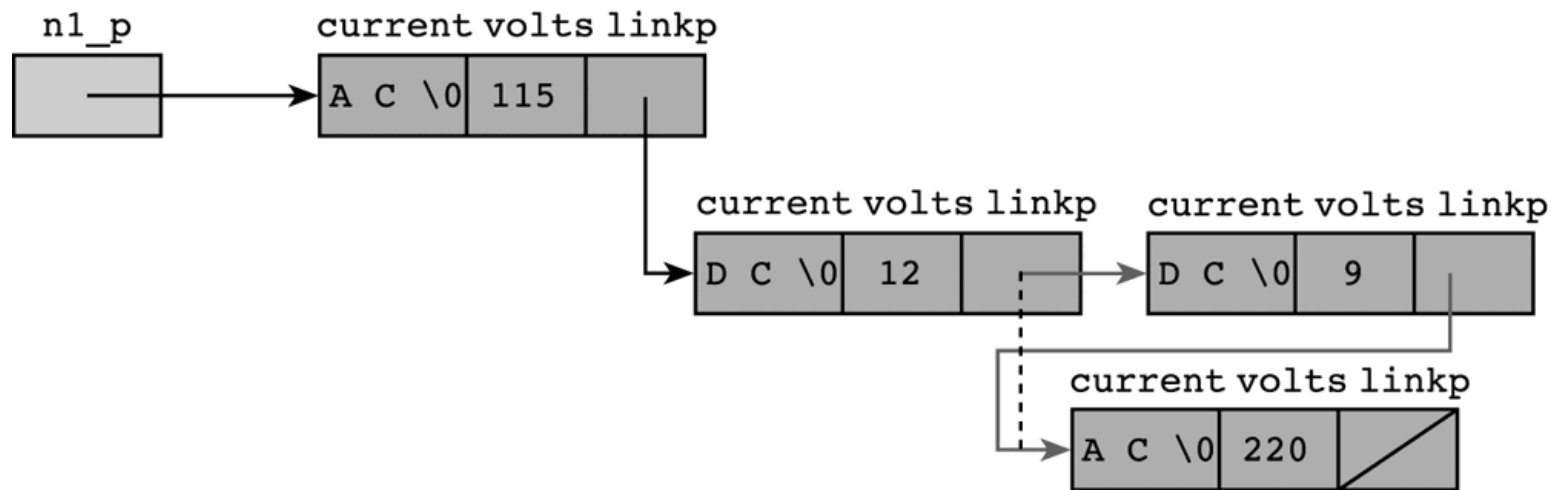 n1_p current volts linkp
A C \0 115
current volts linkp current volts linkp
D C \0 12 D C \0 9
current volts linkp
A C \0 220